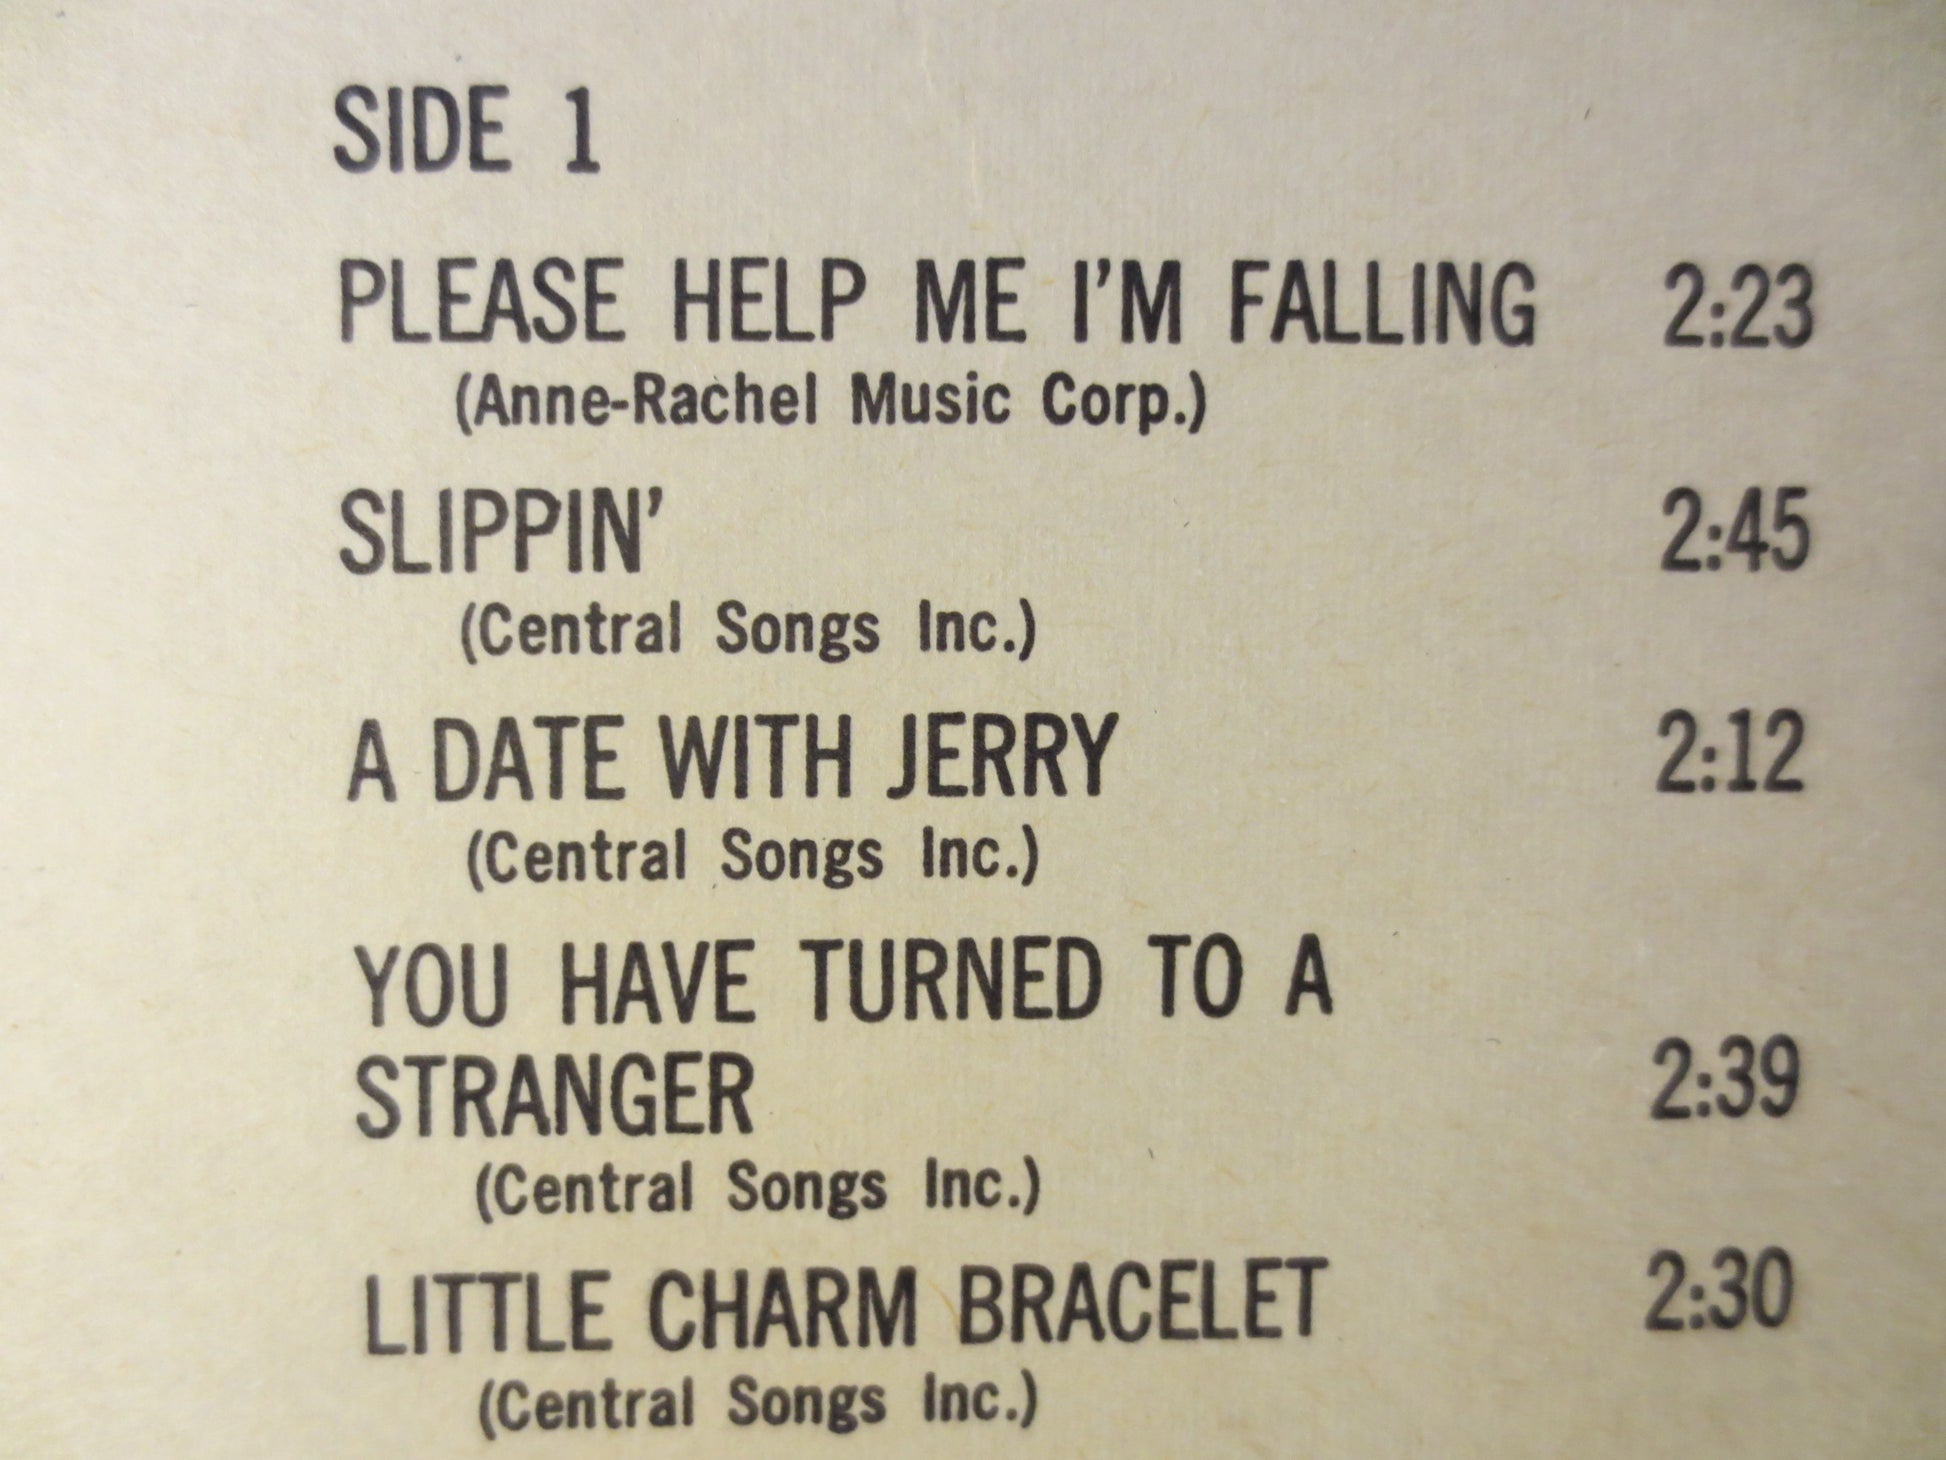 SIDE 1
PLEASE HELP ME I'M FALLING 2:23
(Anne-Rachel Music Corp.)
SLIPPIN' 2:45
(Central Songs Inc.)
A DATE WITH JERRY 2:12
(Central Songs Inc.)
YOU HAVE TURNED TO A
STRANGER 2:39
(Central Songs Inc.)
LITTLE CHARM BRACELET 2:30
(Central Songs Inc.)